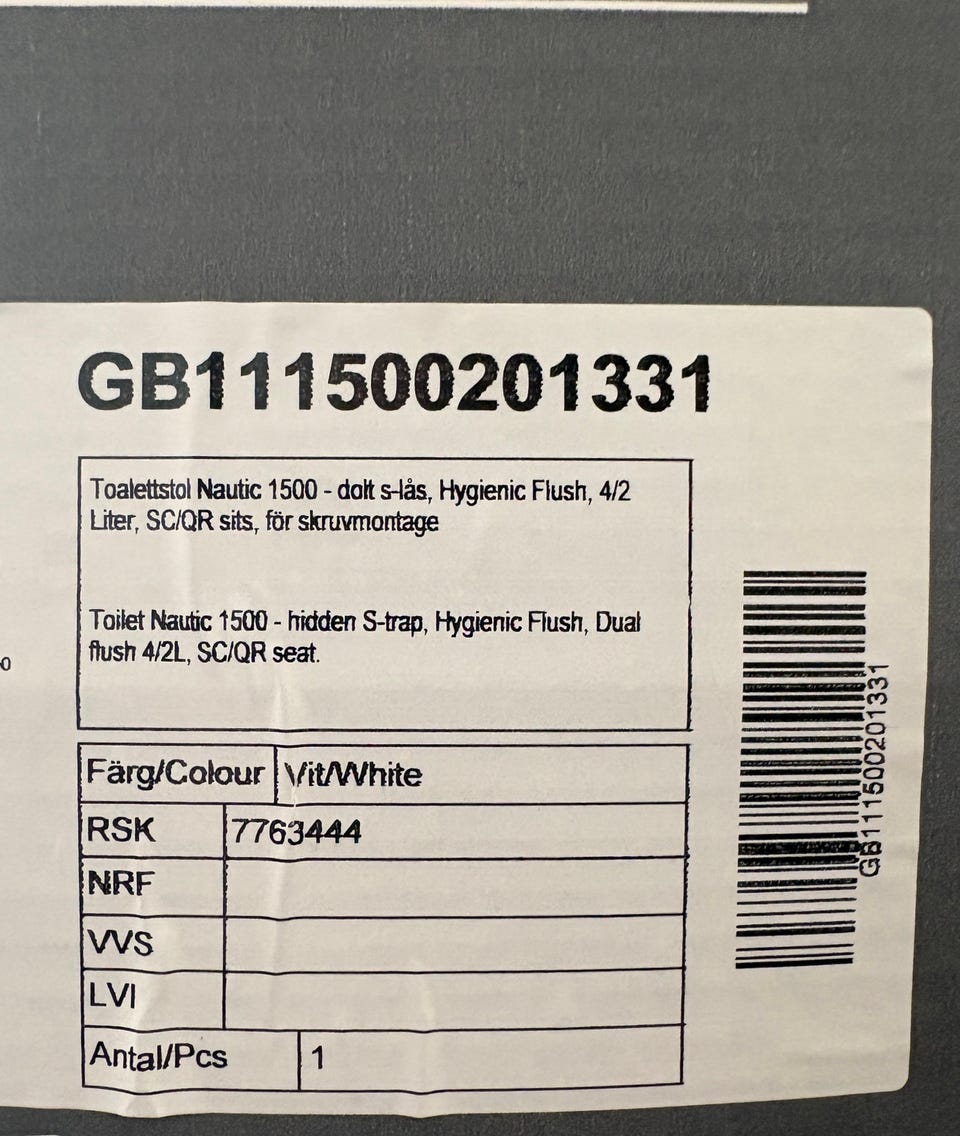 GB111500201331
Toalettstol Nautic 1500 - dolt s-lås, Hygienic Flush, 4/2
Liter, SC/QR sits, för skruvmontage
Toilet Nautic 1500 - hidden S-trap, Hygienic Flush, Dual
flush 4/2L, SC/QR seat.
Färg/Colour Vit/White
RSK 7763444
NRF
VVS
LVI
Antal/Pcs 1
GB111500201331